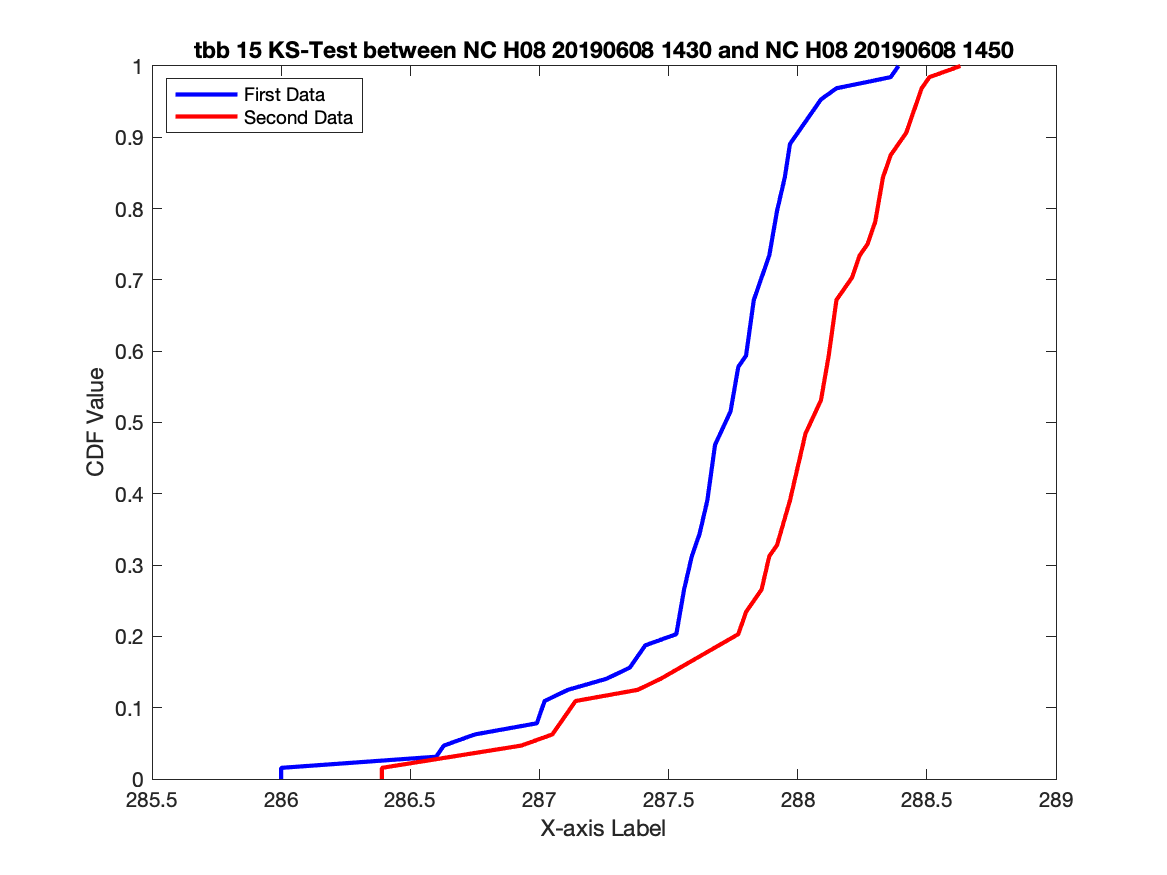 tbb 15 KS-Test between NC H08 20190608 1430 and NC H08 20190608 1450
First Data
Second Data
CDF Value
1
0.9
0.8
0.7
0.6
0.5
0.4
0.3
0.2
0.1
0
285.5 286 286.5 287 287.5 288 288.5 289
X-axis Label